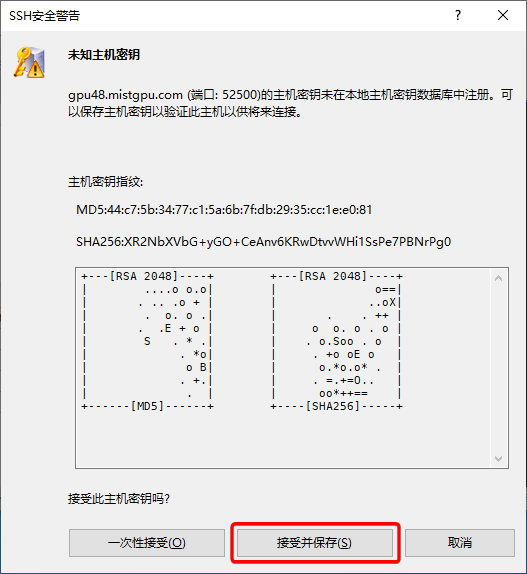 SSH安全警告
未知主机密钥
gpu48.mistgpu.com (端口: 52500)的主机密钥未在本地主机密钥数据库中注册。可
以保存主机密钥以验证此主机以供将来连接。
主机密钥指纹:
MD5:44:c7:5b:34:77:c1:5a:6b:7f:db:29:35:cc:1e:e0:81
SHA256:XR2NbXVbG+yGO+CeAnv6KRwDtvvWHi1SsPe7PBNrPg0
+---[RSA 2048]----+        +---[RSA 2048]----+
|        ....o o.o|        |              o==|
|       . .. .o + |        |             ..oX|
|        .  o. o .|        |       .    . ++ |
|       .  .E + o |        |     o  o. o . o |
|        S   . * .|        |    . o.Soo . o  |
|             . *o|        |     . +o oE o   |
|              o B|        |      o.*o.o* .  |
|             . +.|        |     . =.+=O..   |
|              .  |        |      oo*++==    |
+------[MD5]------+        +----[SHA256]-----+
接受此主机密钥吗?
一次性接受(O) 接受并保存(S) 取消